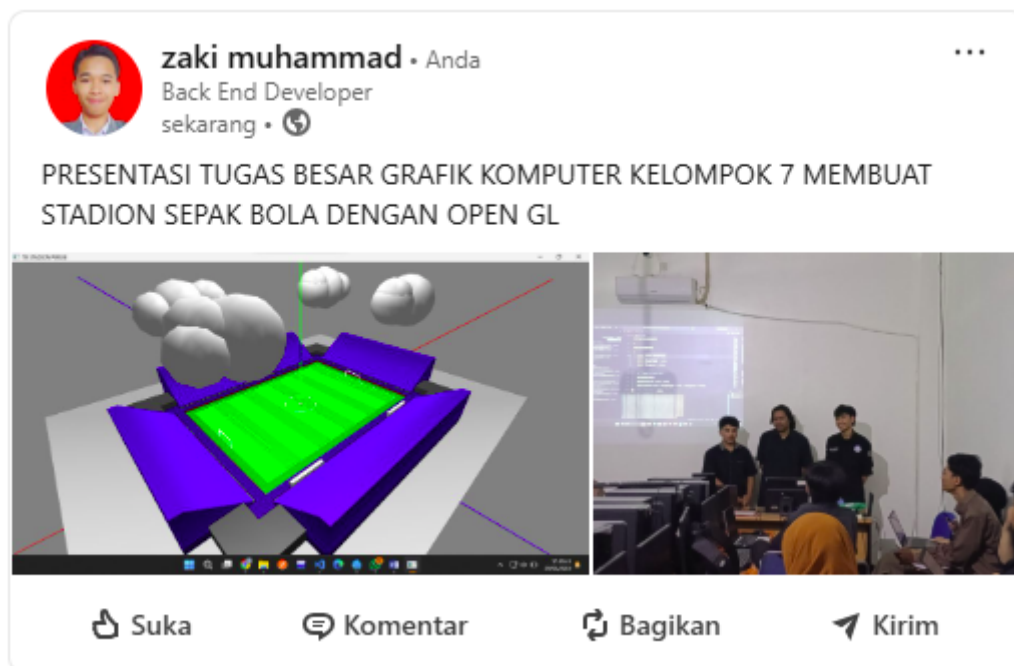 zaki muhammad • Anda
Back End Developer
sekarang •
PRESENTASI TUGAS BESAR GRAFIK KOMPUTER KELOMPOK 7 MEMBUAT
STADION SEPAK BOLA DENGAN OPEN GL
Suka Komentar Bagikan Kirim